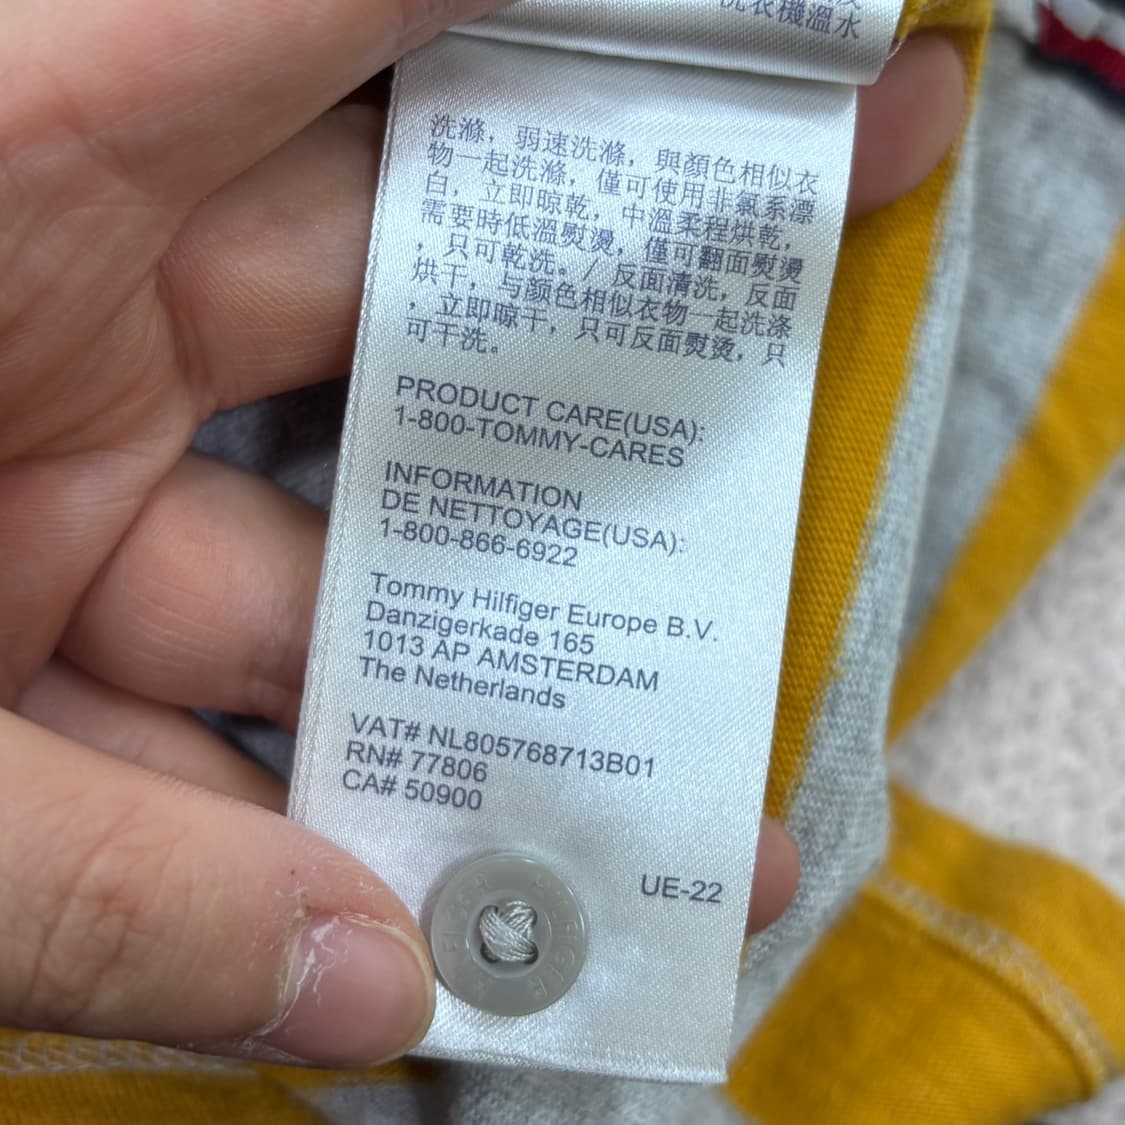 洗衣機溫水
洗滌，弱速洗滌，與顏色相似衣
物一起洗滌，僅可使用非氯系漂
白，立即晾乾，中溫柔程烘乾，
需要時低溫熨燙，僅可翻面熨燙
，只可乾洗。/ 反面清洗，反面
烘干，与颜色相似衣物一起洗涤
，立即晾干，只可反面熨烫，只
可干洗。
PRODUCT CARE(USA):
1-800-TOMMY-CARES
INFORMATION
DE NETTOYAGE(USA):
1-800-866-6922
Tommy Hilfiger Europe B.V.
Danzigerkade 165
1013 AP AMSTERDAM
The Netherlands
VAT# NL805768713B01
RN# 77806
CA# 50900
UE-22